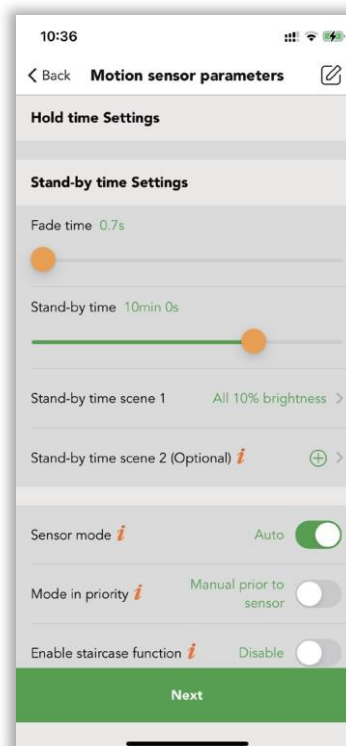 10:36
Back Motion sensor parameters
Hold time Settings
Stand-by time Settings
Fade time 0.7s
Stand-by time 10min 0s
Stand-by time scene 1 All 10% brightness
Stand-by time scene 2 (Optional) i
Sensor mode i Auto
Mode in priority i Manual prior to
sensor
Enable staircase function i Disable
Next